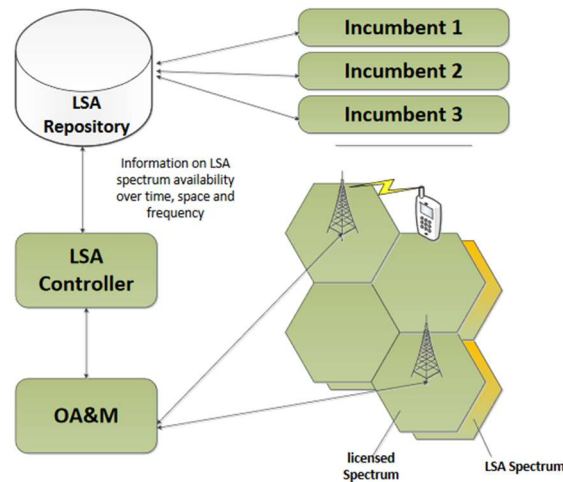 Incumbent 1
Incumbent 2
Incumbent 3
LSA
Repository
Information on LSA
spectrum availability
over time, space and
frequency
LSA
Controller
OA&M
licensed
Spectrum
LSA Spectrum